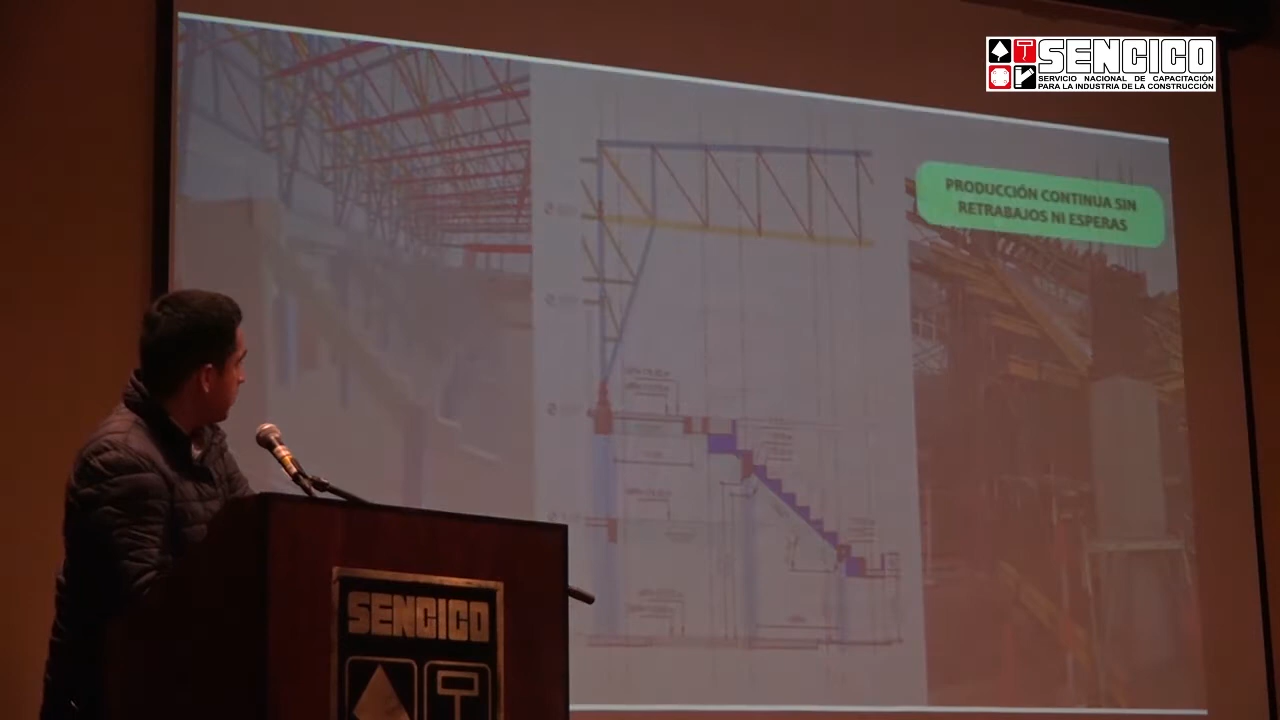 SENCICO
SERVICIO NACIONAL DE CAPACITACIÓN
PARA LA INDUSTRIA DE LA CONSTRUCCIÓN
PRODUCCIÓN CONTINUA SIN
RETRABAJOS NI ESPERAS
SENCICO